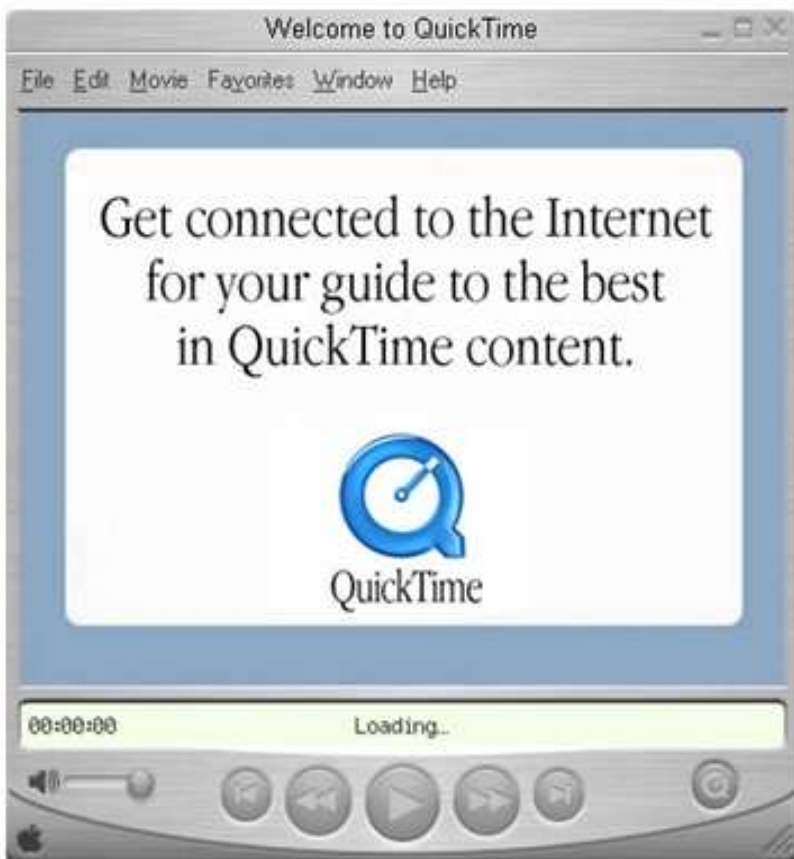 Welcome to QuickTime
File Edit Movie Favorites Window Help
Get connected to the Internet
for your guide to the best
in QuickTime content.
QuickTime
00:00:00 Loading...